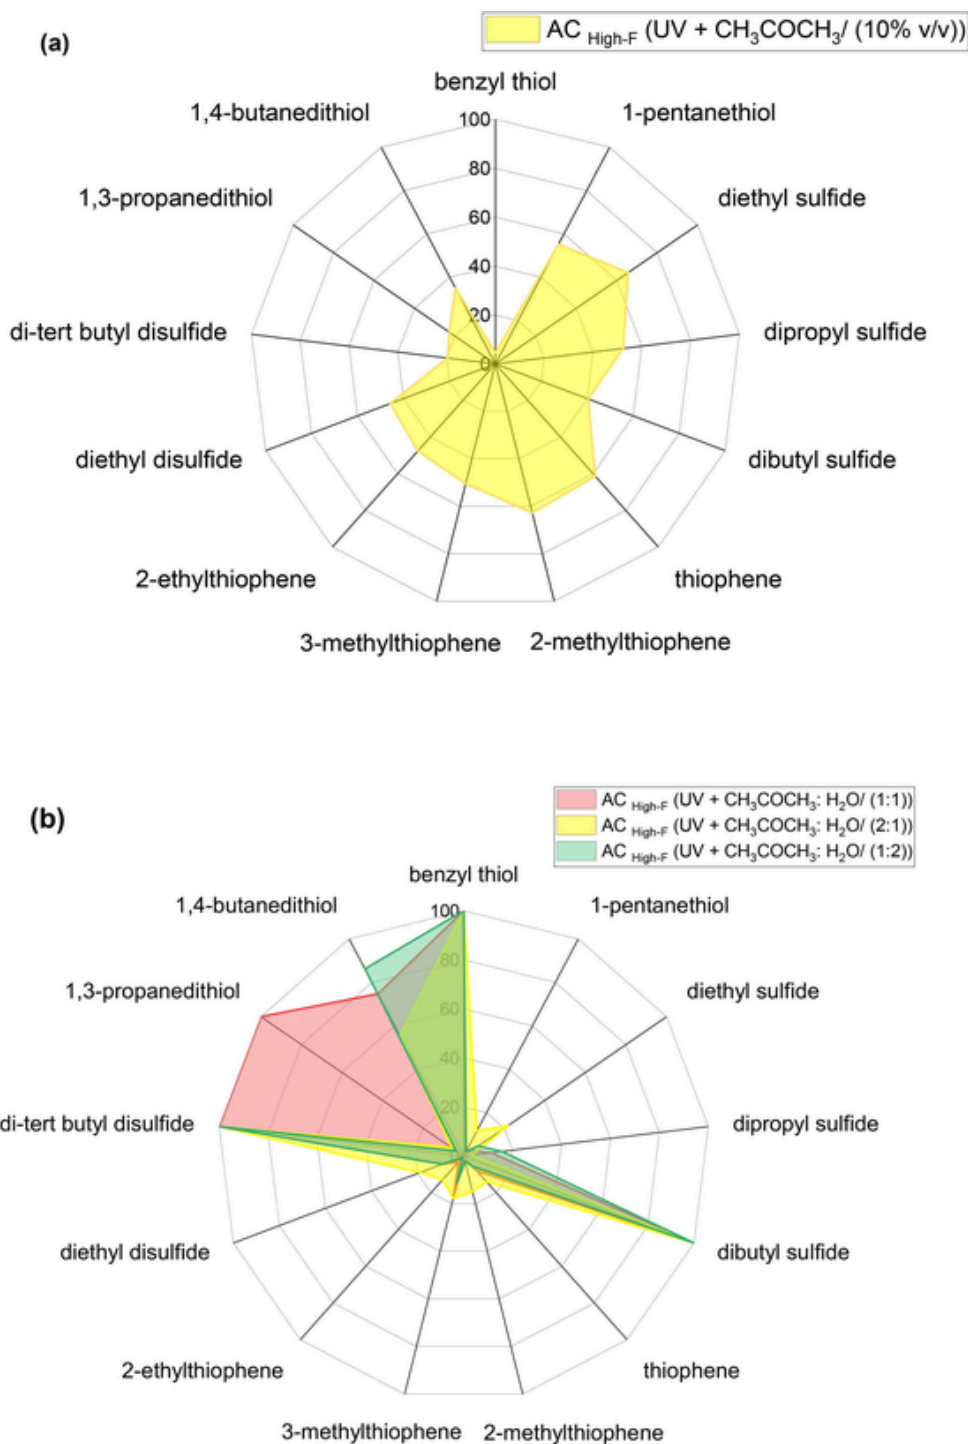 (a)
AC High-F (UV + CH₃COCH₃/ (10% v/v))
benzyl thiol
1,4-butanedithiol
1-pentanethiol
100
80
60
40
20
0
1,3-propanedithiol
diethyl sulfide
di-tert butyl disulfide
dipropyl sulfide
diethyl disulfide
dibutyl sulfide
2-ethylthiophene
thiophene
3-methylthiophene
2-methylthiophene
(b)
AC High-F (UV + CH₃COCH₃: H₂O/ (1:1))
AC High-F (UV + CH₃COCH₃: H₂O/ (2:1))
AC High-F (UV + CH₃COCH₃: H₂O/ (1:2))
benzyl thiol
1,4-butanedithiol
1-pentanethiol
100
80
60
40
20
1,3-propanedithiol
diethyl sulfide
di-tert butyl disulfide
dipropyl sulfide
diethyl disulfide
dibutyl sulfide
2-ethylthiophene
thiophene
3-methylthiophene
2-methylthiophene